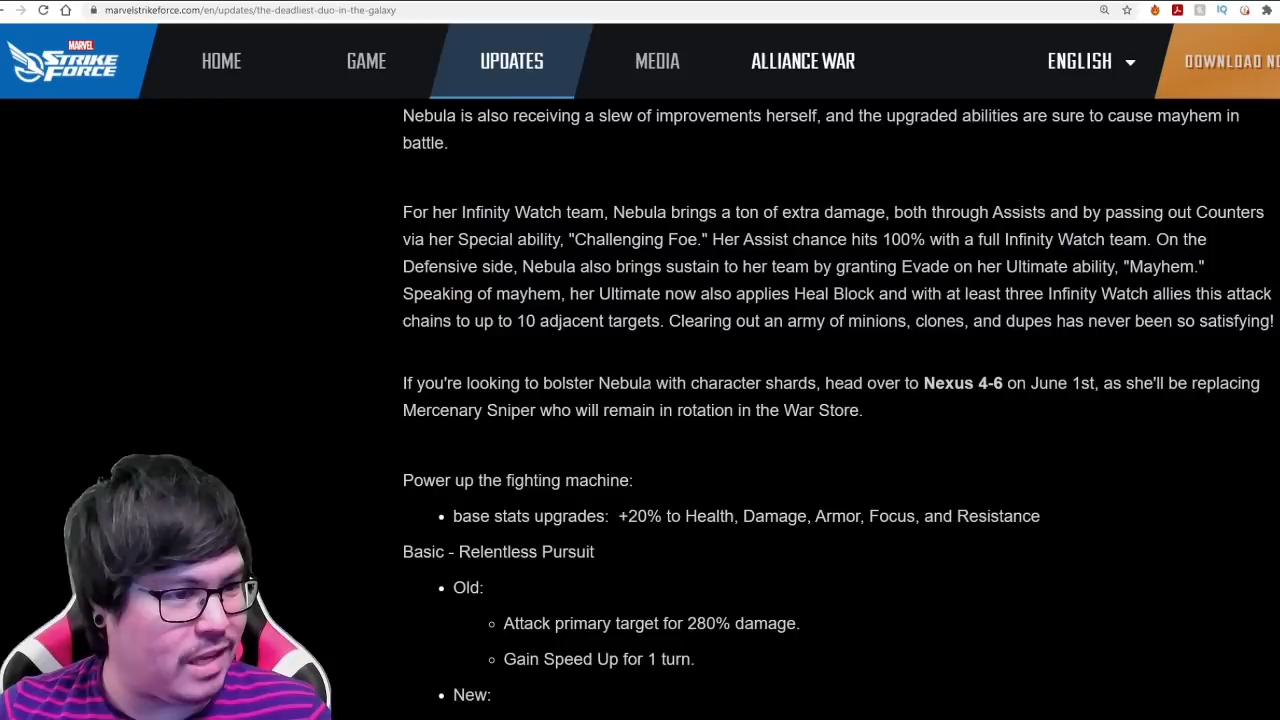 marvelstrikeforce.com/en/updates/the-deadliest-duo-in-the-galaxy
MARVEL
STRIKE
FORCE
HOME
GAME
UPDATES
MEDIA
ALLIANCE WAR
ENGLISH
DOWNLOAD
Nebula is also receiving a slew of improvements herself, and the upgraded abilities are sure to cause mayhem in
battle.
For her Infinity Watch team, Nebula brings a ton of extra damage, both through Assists and by passing out Counters
via her Special ability, "Challenging Foe." Her Assist chance hits 100% with a full Infinity Watch team. On the
Defensive side, Nebula also brings sustain to her team by granting Evade on her Ultimate ability, "Mayhem."
Speaking of mayhem, her Ultimate now also applies Heal Block and with at least three Infinity Watch allies this attack
chains to up to 10 adjacent targets. Clearing out an army of minions, clones, and dupes has never been so satisfying!
If you're looking to bolster Nebula with character shards, head over to Nexus 4-6 on June 1st, as she'll be replacing
Mercenary Sniper who will remain in rotation in the War Store.
Power up the fighting machine:
• base stats upgrades: +20% to Health, Damage, Armor, Focus, and Resistance
Basic - Relentless Pursuit
• Old:
○ Attack primary target for 280% damage.
○ Gain Speed Up for 1 turn.
• New: